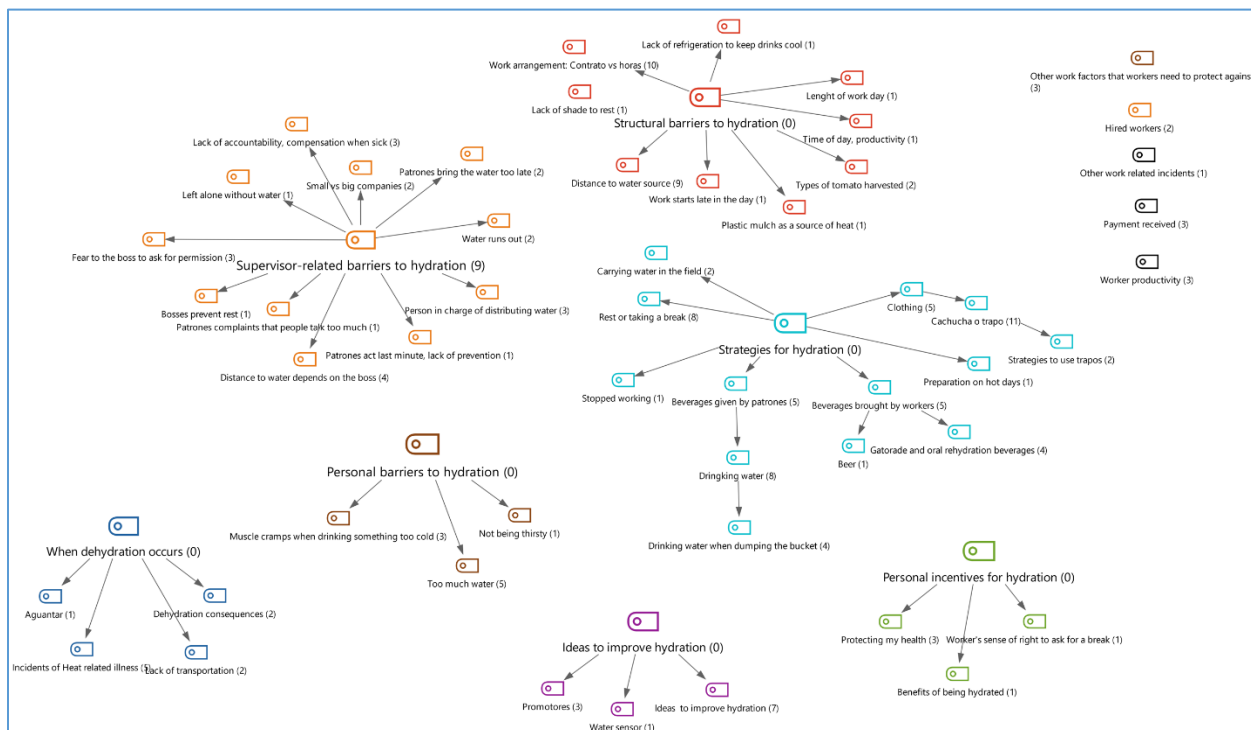 Lack of refrigeration to keep drinks cool (1)
Work arrangement: Contrato vs horas (10)
Lenght of work day (1)
Lack of shade to rest (1)
Structural barriers to hydration (0)
Time of day, productivity (1)
Types of tomato harvested (2)
Distance to water source (9)
Work starts late in the day (1)
Plastic mulch as a source of heat (1)
Other work factors that workers need to protect against
(3)
Hired workers (2)
Other work related incidents (1)
Payment received (3)
Worker productivity (3)
Lack of accountability, compensation when sick (3)
Patrones bring the water too late (2)
Small vs big companies (2)
Left alone without water (1)
Water runs out (2)
Fear to the boss to ask for permission (3)
Supervisor-related barriers to hydration (9)
Bosses prevent rest (1)
Person in charge of distributing water (3)
Patrones complaints that people talk too much (1)
Patrones act last minute, lack of prevention (1)
Distance to water depends on the boss (4)
Carrying water in the field (2)
Rest or taking a break (8)
Clothing (5)
Cachucha o trapo (11)
Strategies to use trapos (2)
Strategies for hydration (0)
Preparation on hot days (1)
Stopped working (1)
Beverages given by patrones (5)
Beverages brought by workers (5)
Gatorade and oral rehydration beverages (4)
Beer (1)
Dringking water (8)
Drinking water when dumping the bucket (4)
Personal barriers to hydration (0)
Muscle cramps when drinking something too cold (3)
Not being thirsty (1)
Too much water (5)
When dehydration occurs (0)
Aguantar (1)
Dehydration consequences (2)
Incidents of Heat related illness (5)
Lack of transportation (2)
Ideas to improve hydration (0)
Promotores (3)
Water sensor (1)
Ideas to improve hydration (7)
Personal incentives for hydration (0)
Protecting my health (3)
Worker's sense of right to ask for a break (1)
Benefits of being hydrated (1)